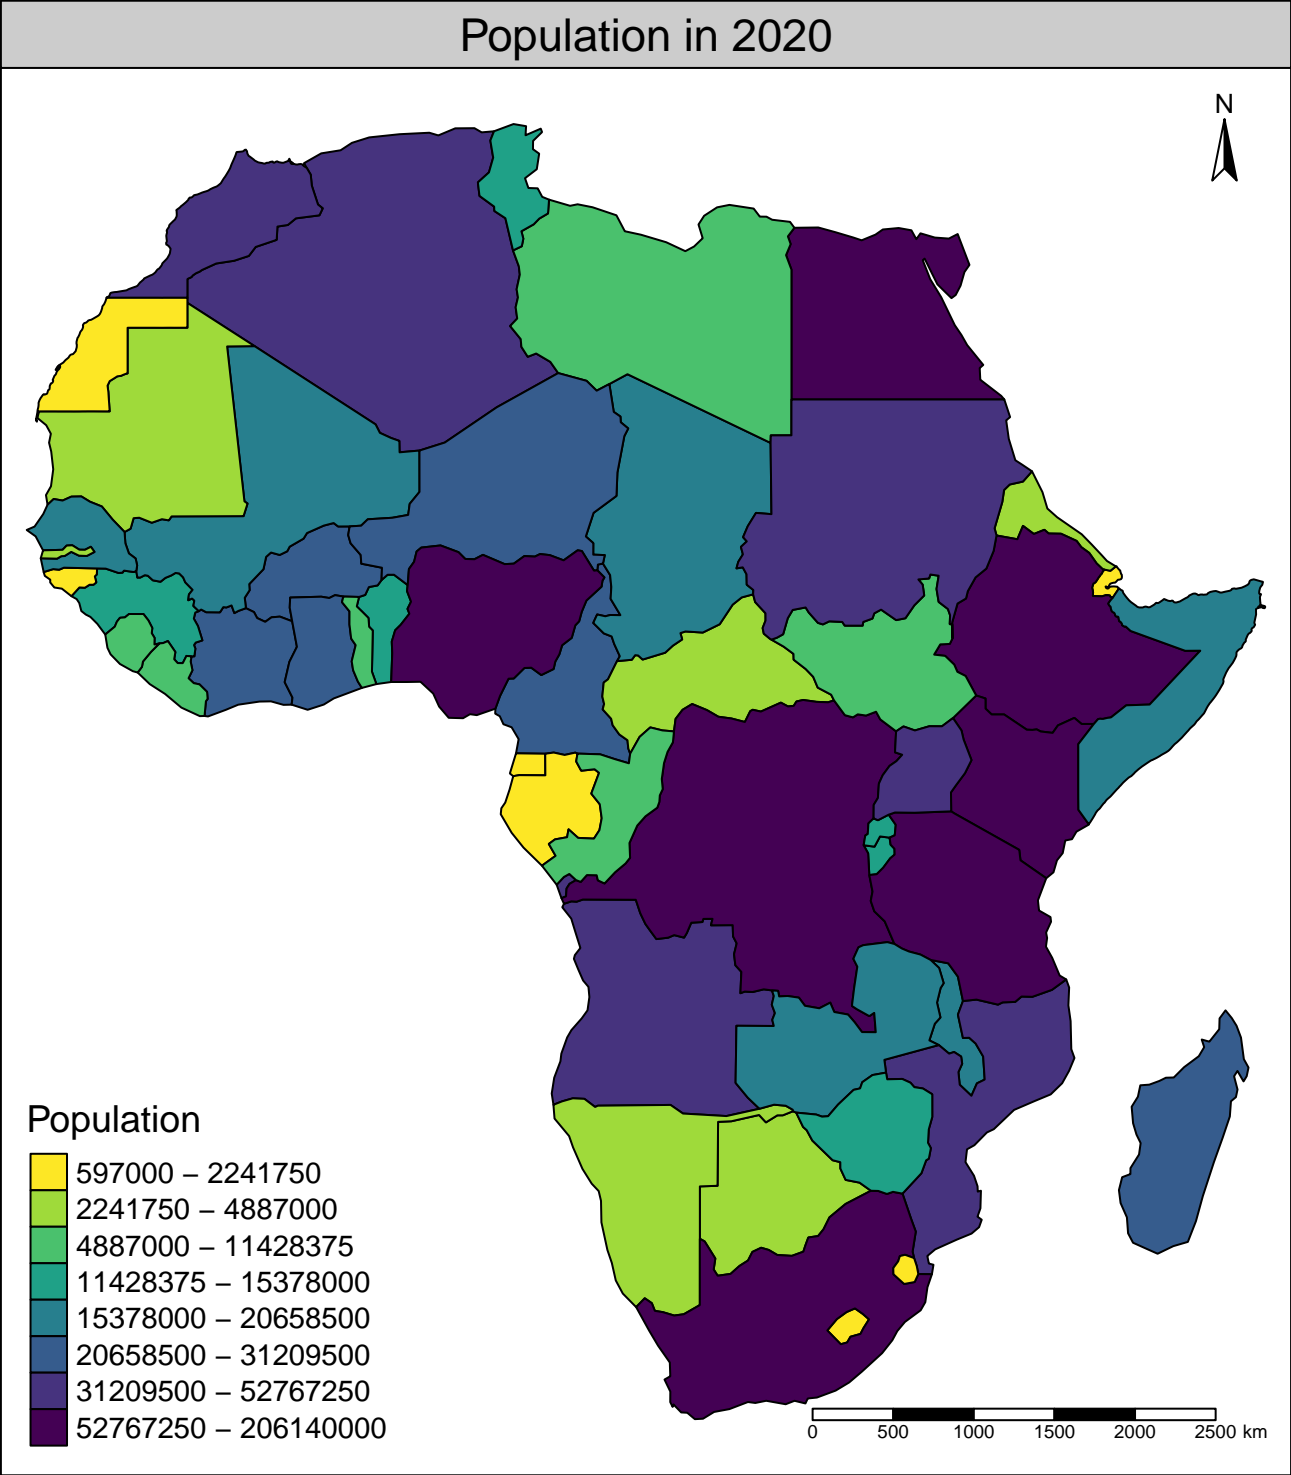 Population in 2020
N
Population
597000 – 2241750
2241750 – 4887000
4887000 – 11428375
11428375 – 15378000
15378000 – 20658500
20658500 – 31209500
31209500 – 52767250
52767250 – 206140000
0 500 1000 1500 2000 2500 km